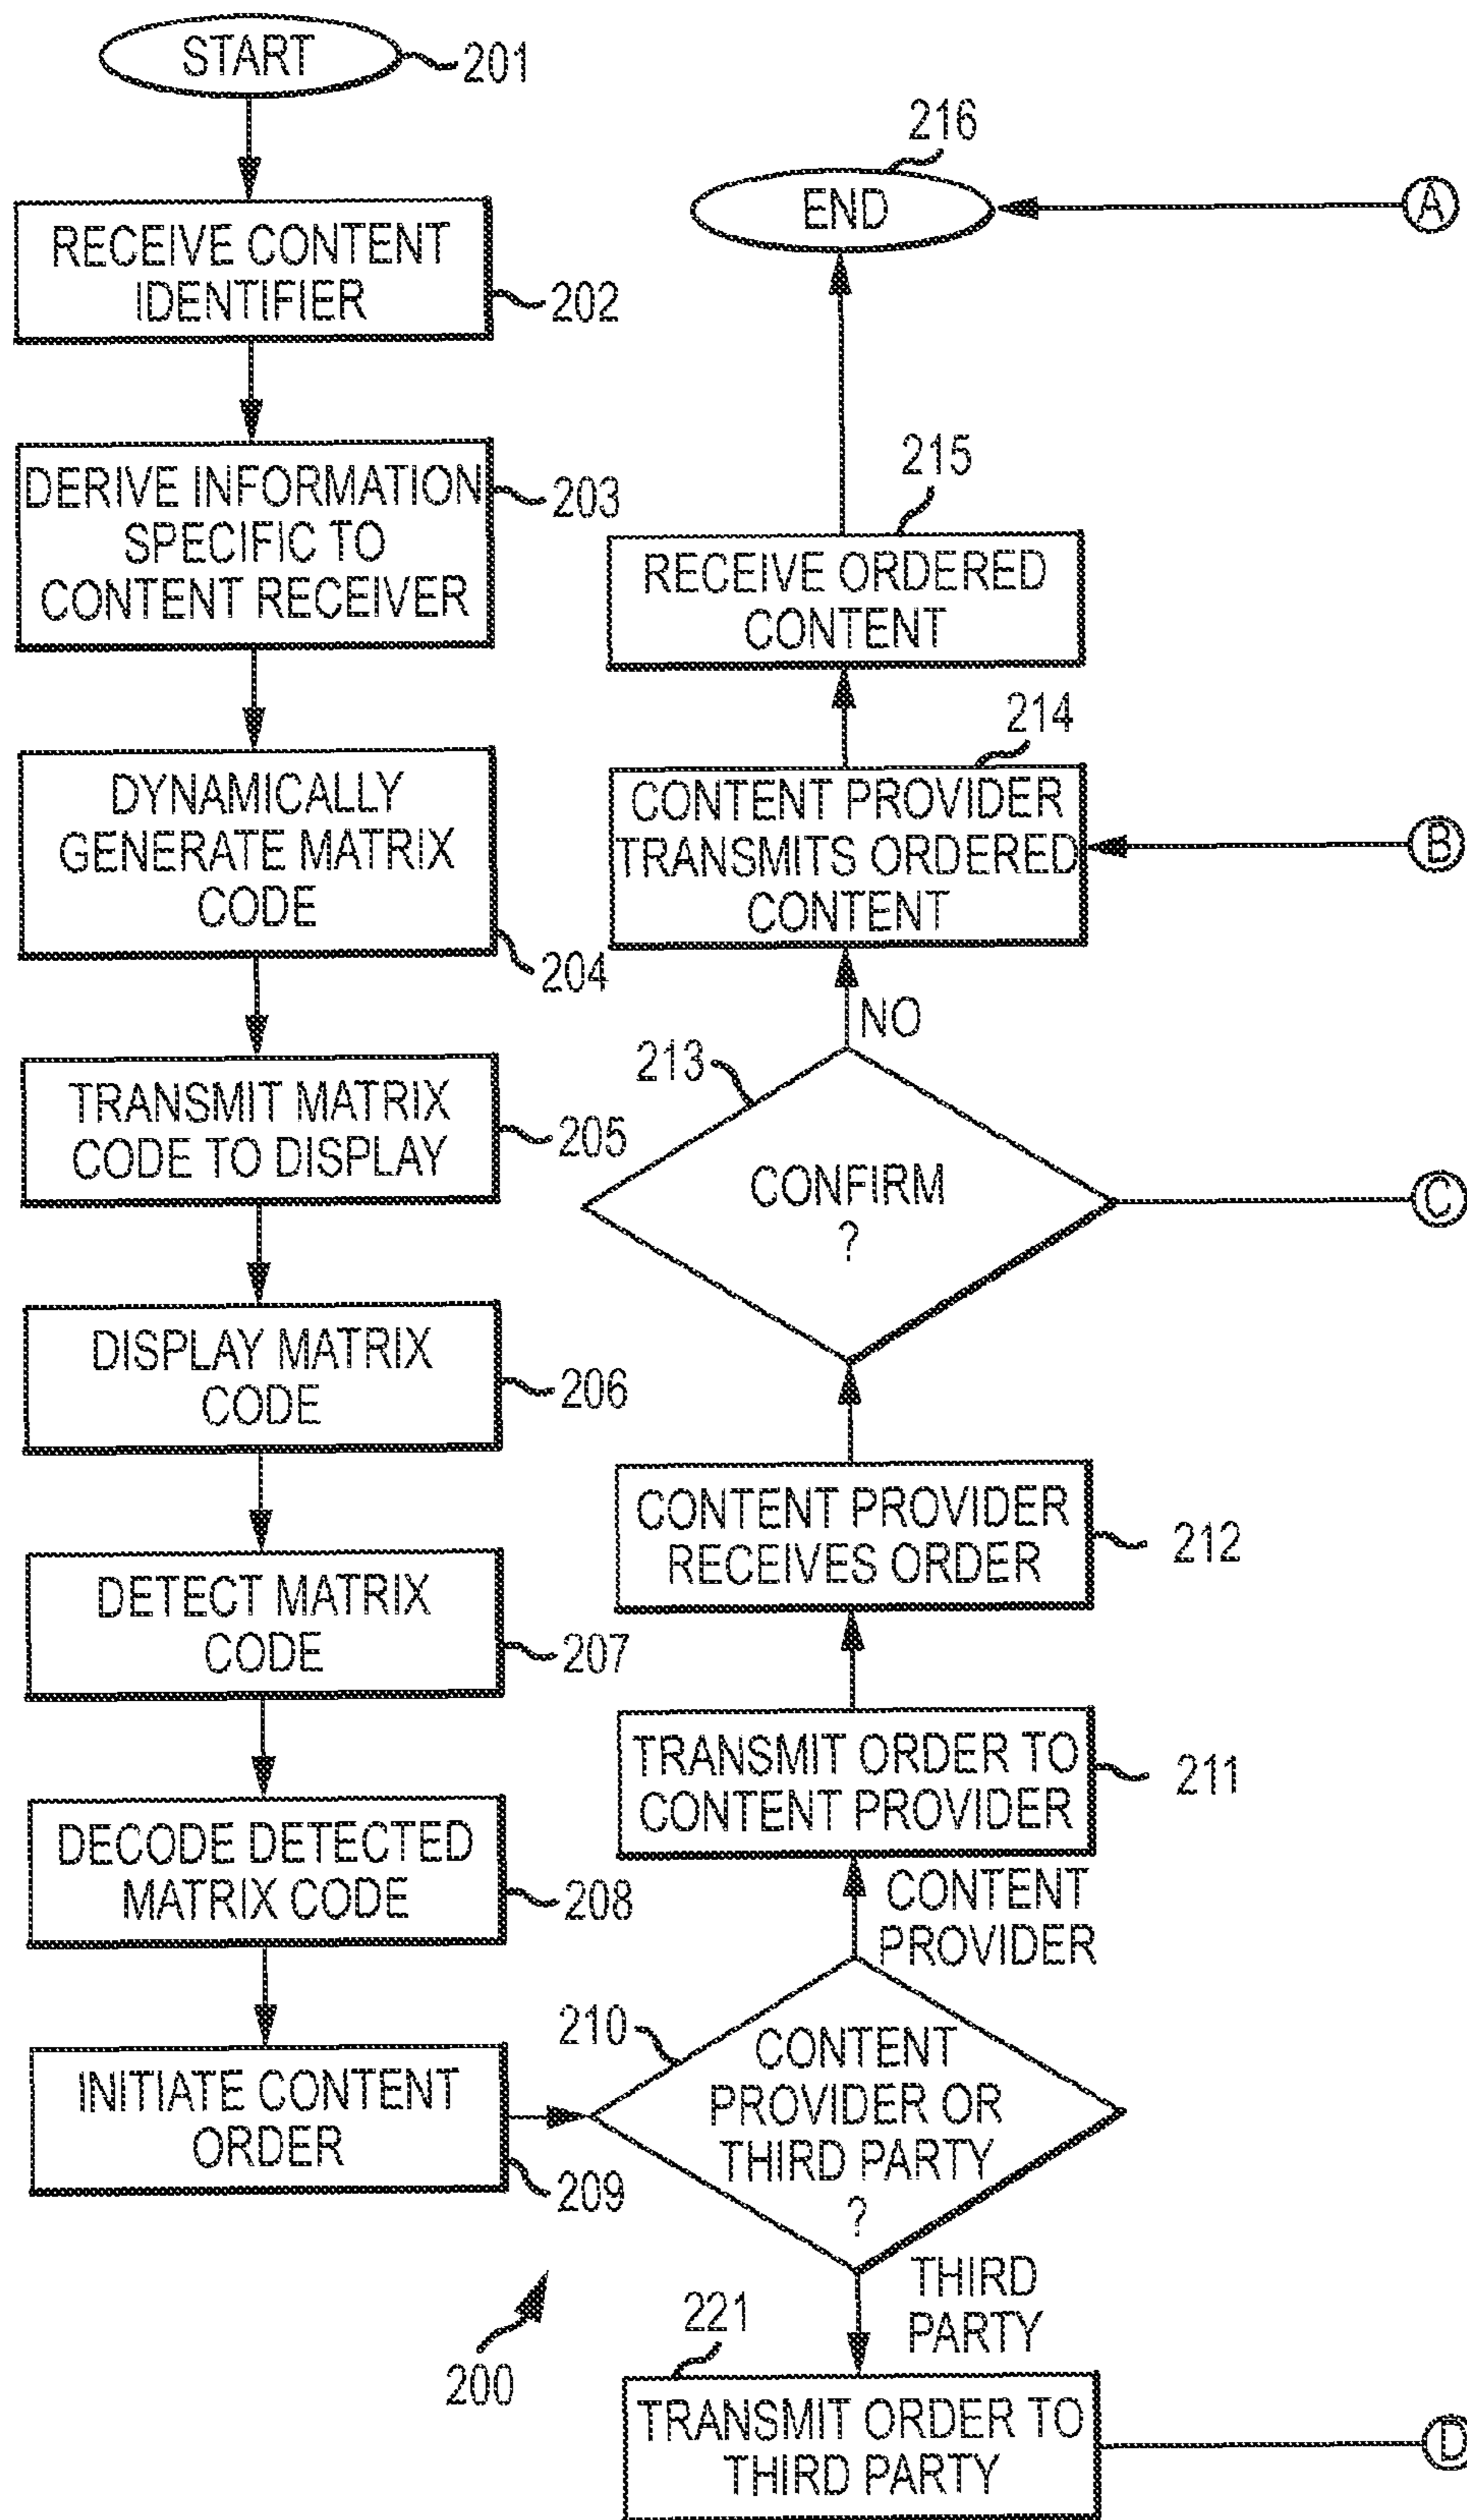 START
201
RECEIVE CONTENT
IDENTIFIER
202
DERIVE INFORMATION
SPECIFIC TO
CONTENT RECEIVER
203
DYNAMICALLY
GENERATE MATRIX
CODE
204
TRANSMIT MATRIX
CODE TO DISPLAY
205
DISPLAY MATRIX
CODE
206
DETECT MATRIX
CODE
207
DECODE DETECTED
MATRIX CODE
208
INITIATE CONTENT
ORDER
209
200
216
END
A
215
RECEIVE ORDERED
CONTENT
214
CONTENT PROVIDER
TRANSMITS ORDERED
CONTENT
B
NO
213
CONFIRM
?
C
CONTENT PROVIDER
RECEIVES ORDER
212
TRANSMIT ORDER TO
CONTENT PROVIDER
211
CONTENT
PROVIDER
210
CONTENT
PROVIDER OR
THIRD PARTY
?
THIRD
PARTY
221
TRANSMIT ORDER TO
THIRD PARTY
D